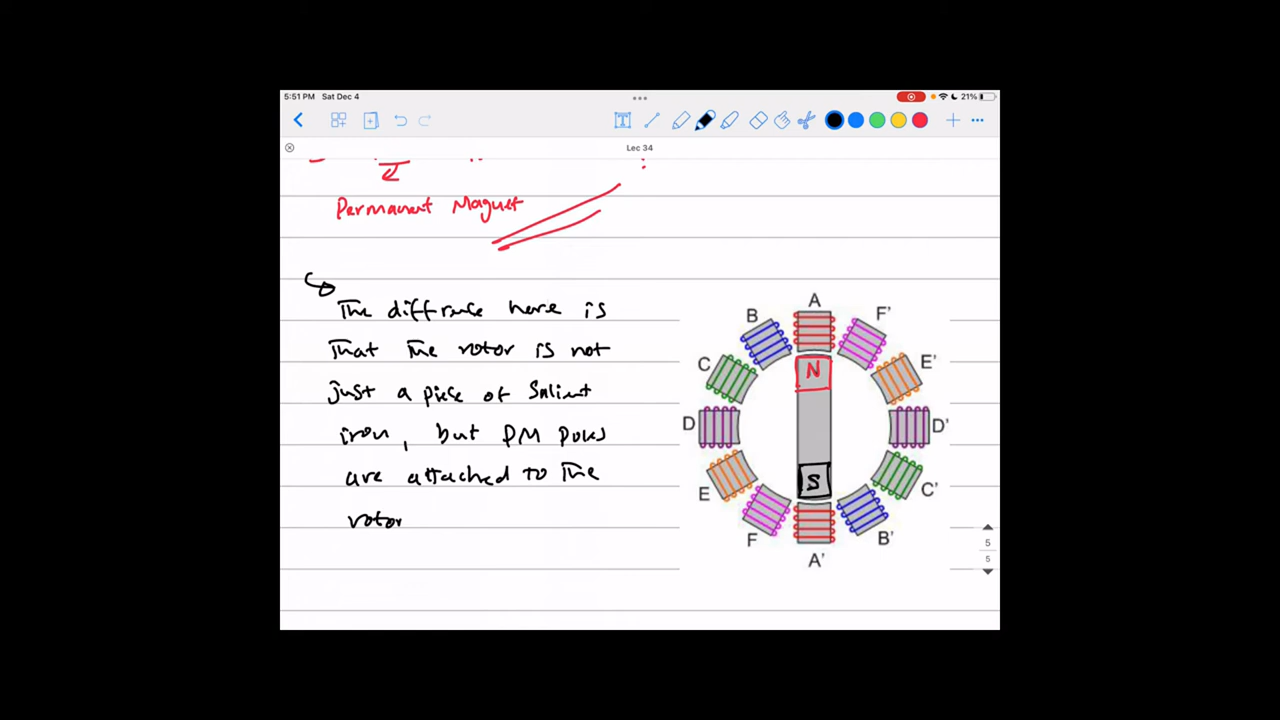 5:51 PM Sat Dec 4
21%
Lec 34
Permanent Magnet
The diffrence here is
That the rotor is not
just a piece of Salient
iron, but PM poles
are attached to the
rotor
A
B
F'
C
E'
N
D
D'
E
S
C'
F
B'
A'
5
5